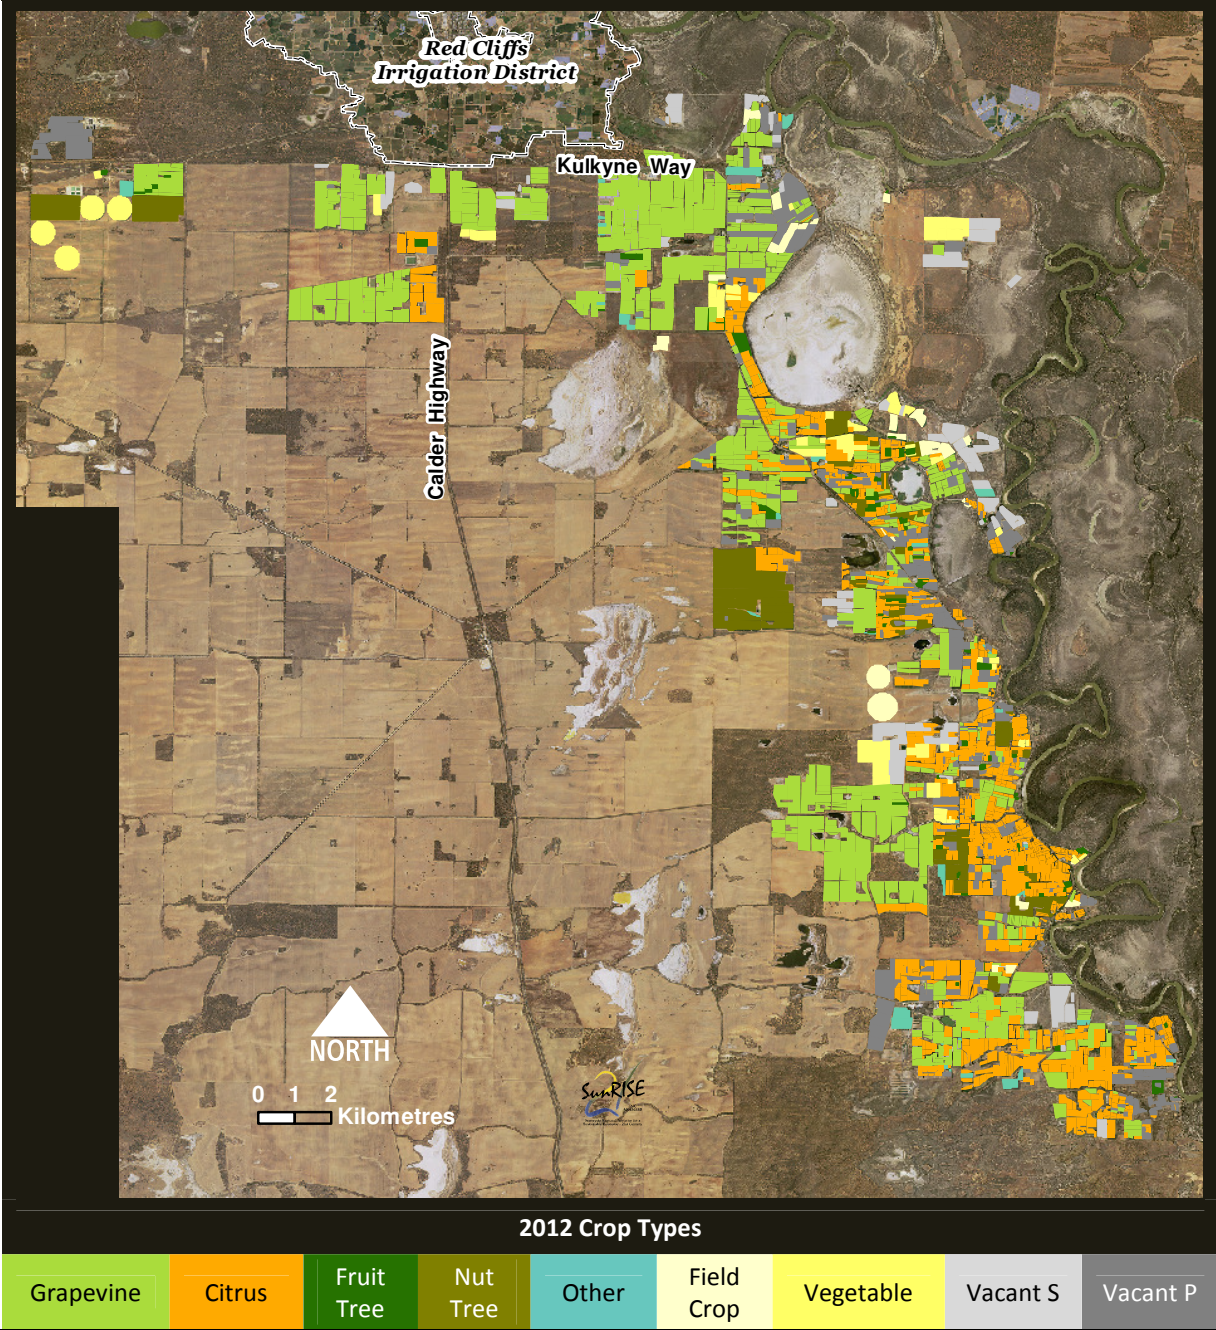 Red Cliffs
Irrigation District
Kulkyne Way
Calder Highway
NORTH
0 1 2
Kilometres
SunRISE
2012 Crop Types
Grapevine
Citrus
Fruit
Tree
Nut
Tree
Other
Field
Crop
Vegetable
Vacant S
Vacant P